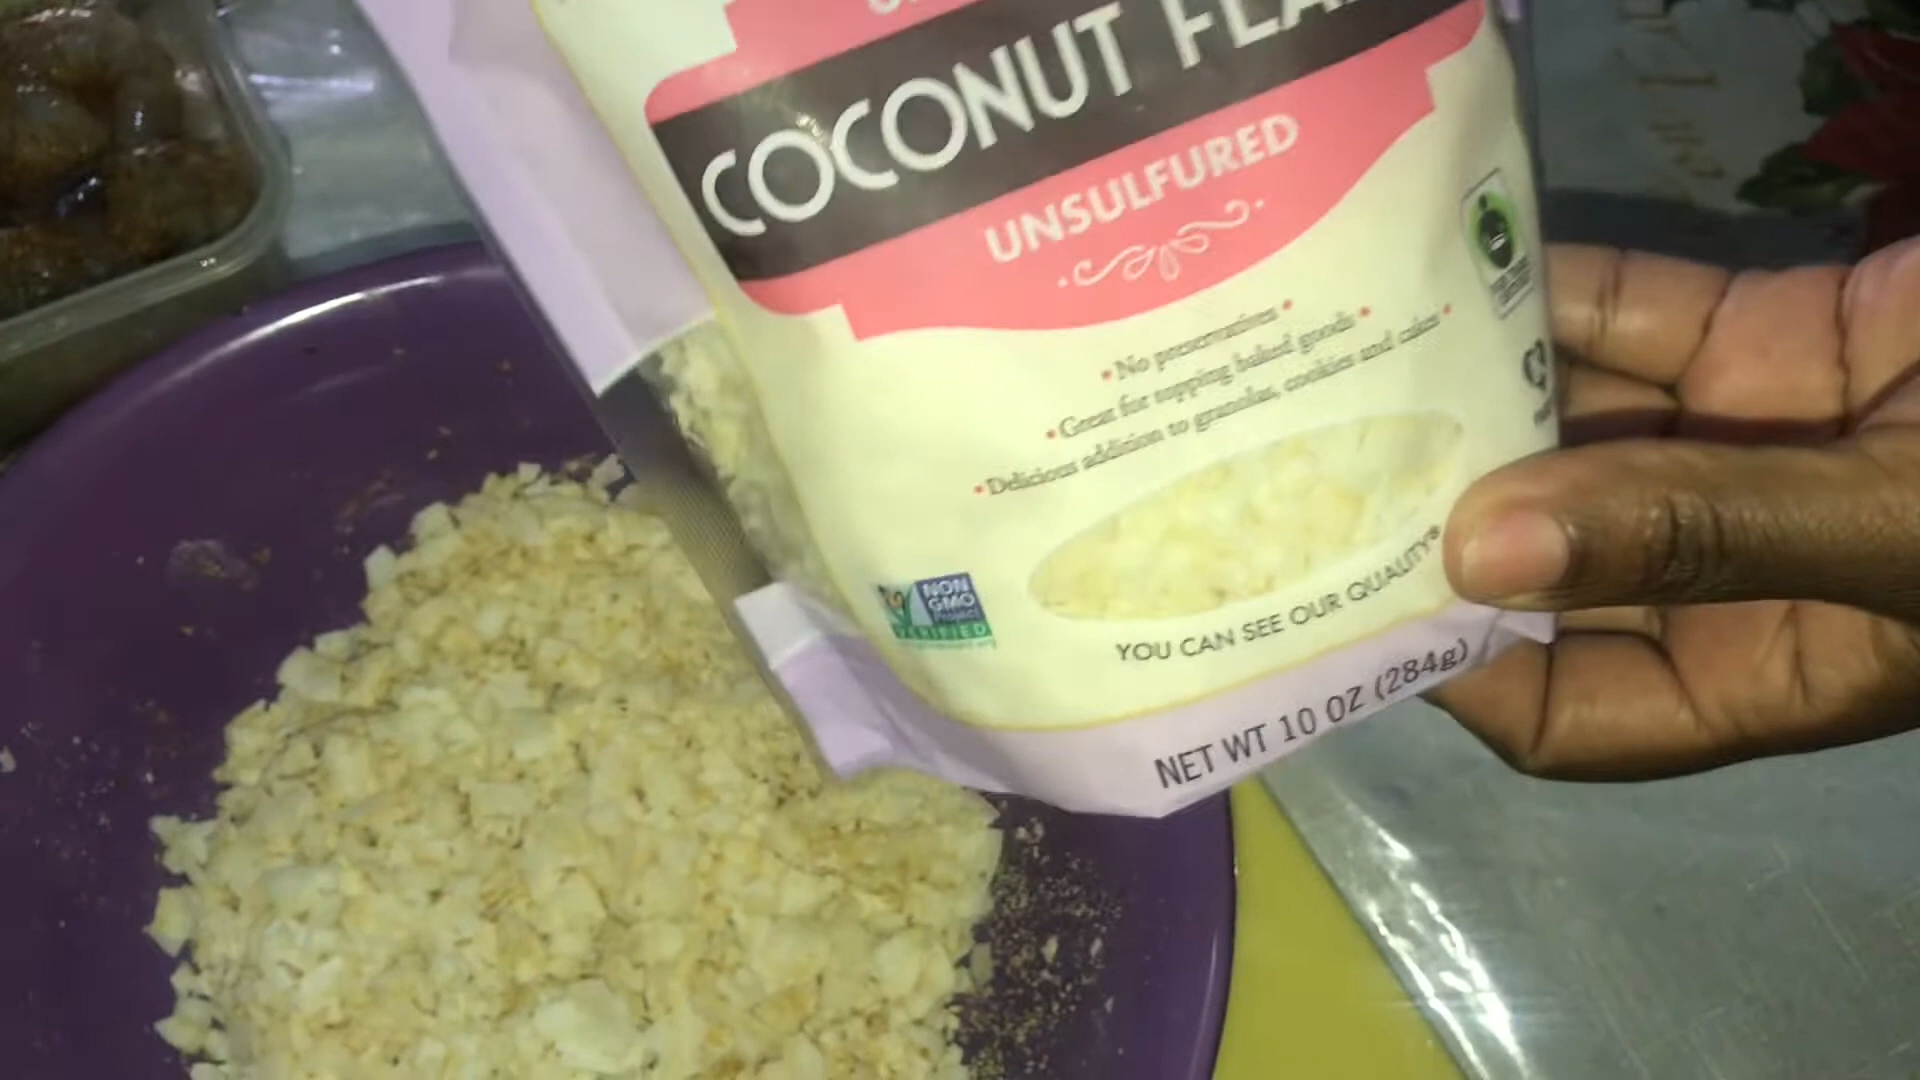 COCONUT FLA
UNSULFURED
• No preservatives •
• Great for topping baked goods •
• Delicious addition to granolas, cookies and cakes •
NON
GMO
VERIFIED
YOU CAN SEE OUR QUALITY®
NET WT 10 OZ (284g)